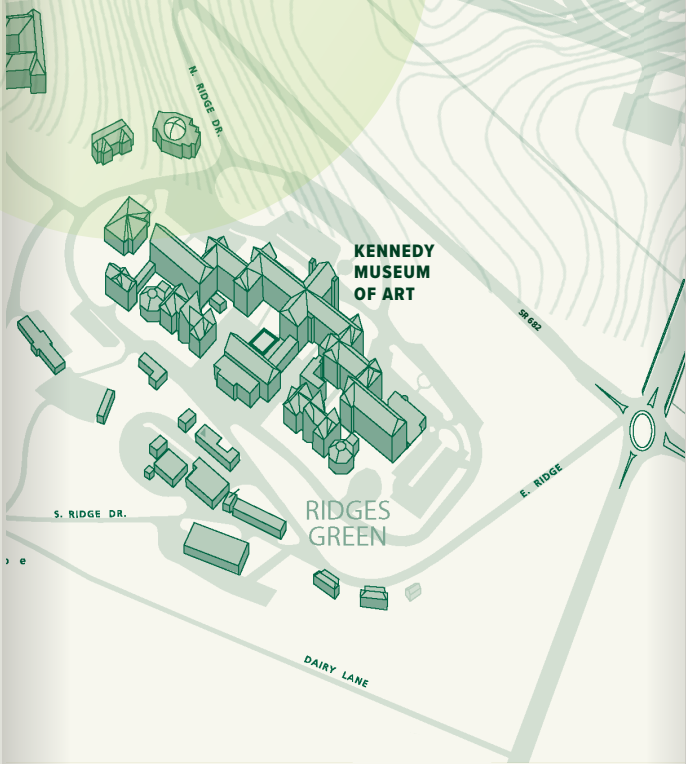 N. RIDGE DR.
KENNEDY
MUSEUM
OF ART
SR 682
E. RIDGE
RIDGES
GREEN
S. RIDGE DR.
DAIRY LANE